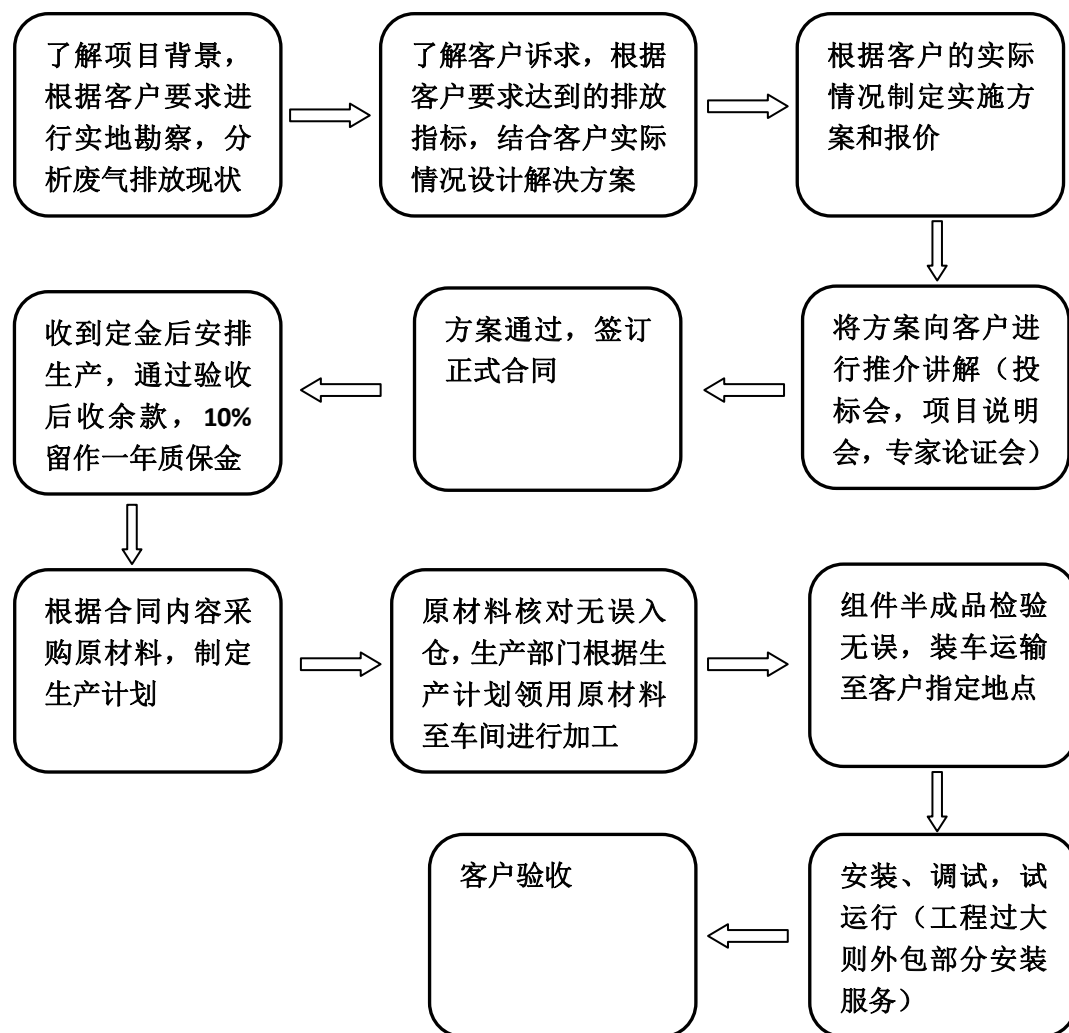 了解项目背景，
根据客户要求进
行实地勘察，分
析废气排放现状
了解客户诉求，根据
客户要求达到的排放
指标，结合客户实际
情况设计解决方案
根据客户的实际
情况制定实施方
案和报价
将方案向客户进
行推介讲解（投
标会，项目说明
会，专家论证会）
方案通过，签订
正式合同
收到定金后安排
生产，通过验收
后收余款，10%
留作一年质保金
根据合同内容采
购原材料，制定
生产计划
原材料核对无误入
仓，生产部门根据生
产计划领用原材料
至车间进行加工
组件半成品检验
无误，装车运输
至客户指定地点
安装、调试，试
运行（工程过大
则外包部分安装
服务）
客户验收